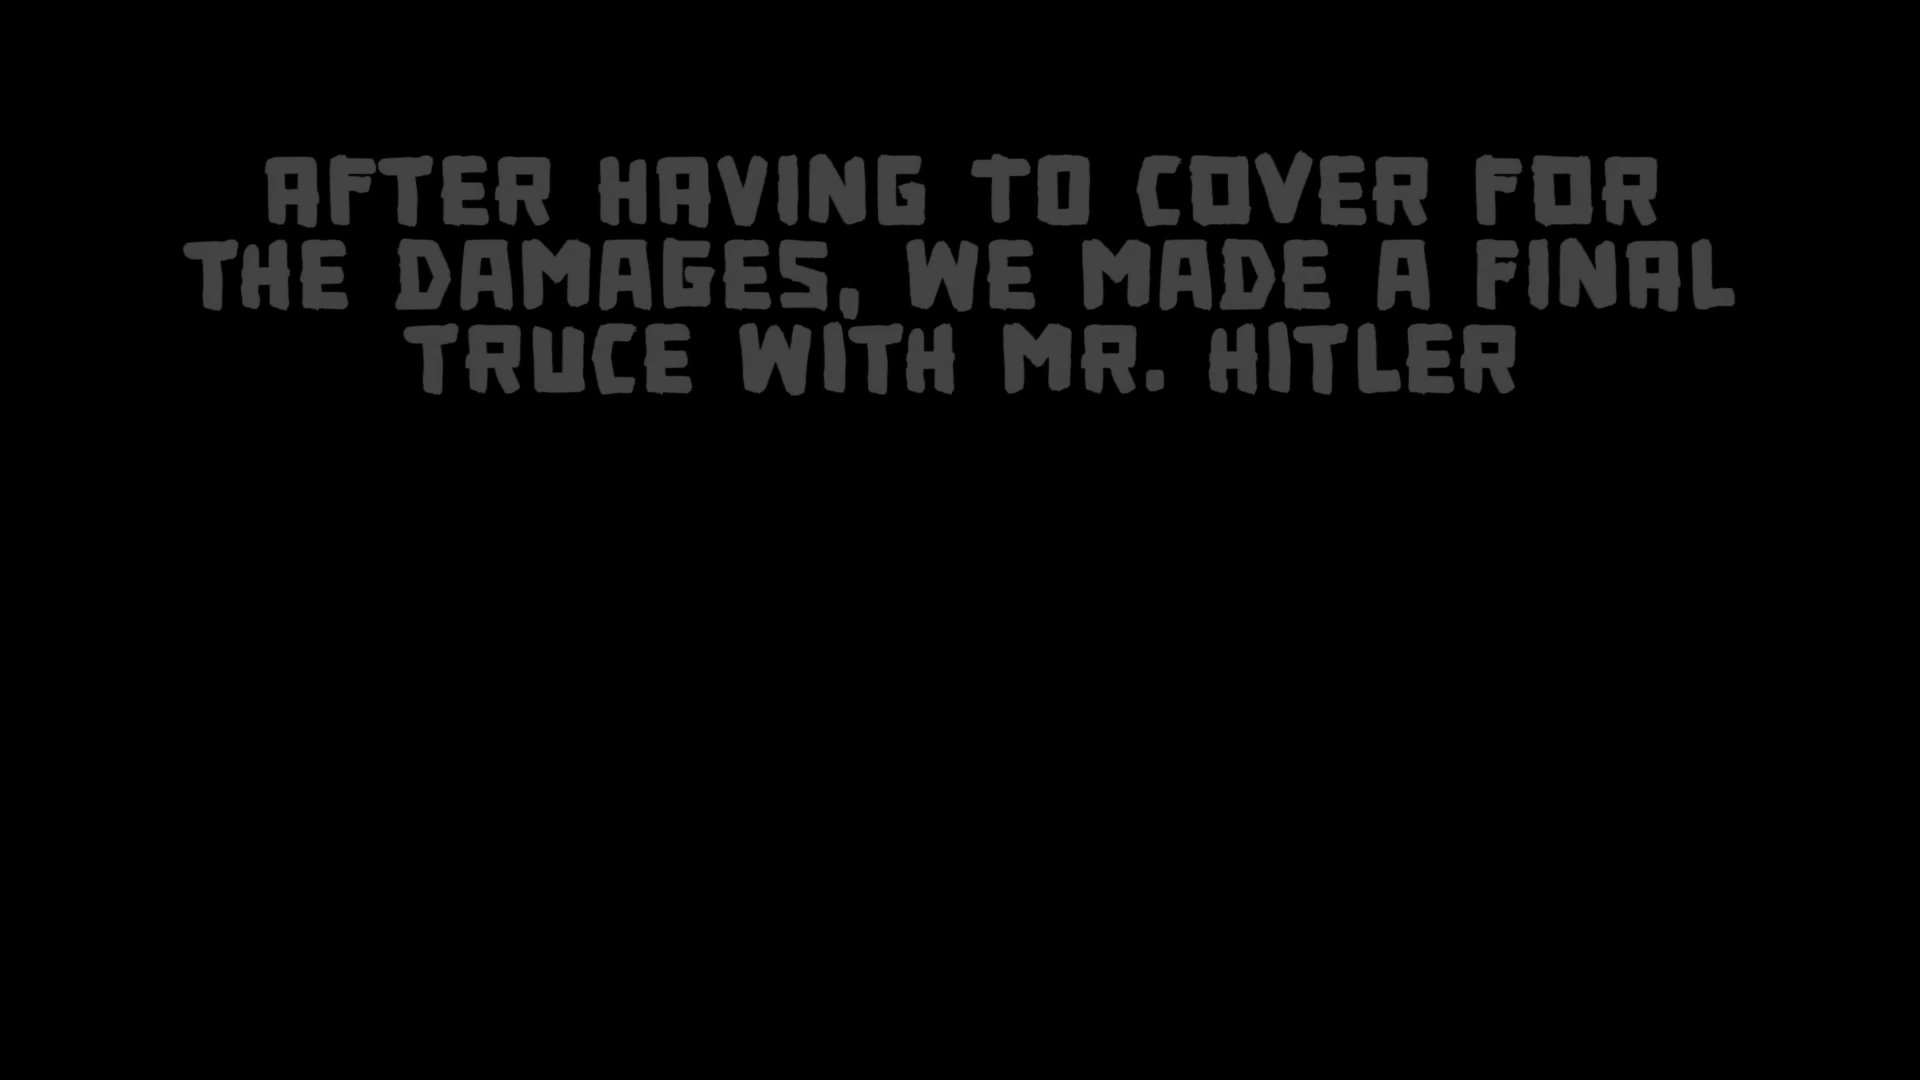 AFTER HAVING TO COVER FOR
THE DAMAGES, WE MADE A FINAL
TRUCE WITH MR. HITLER